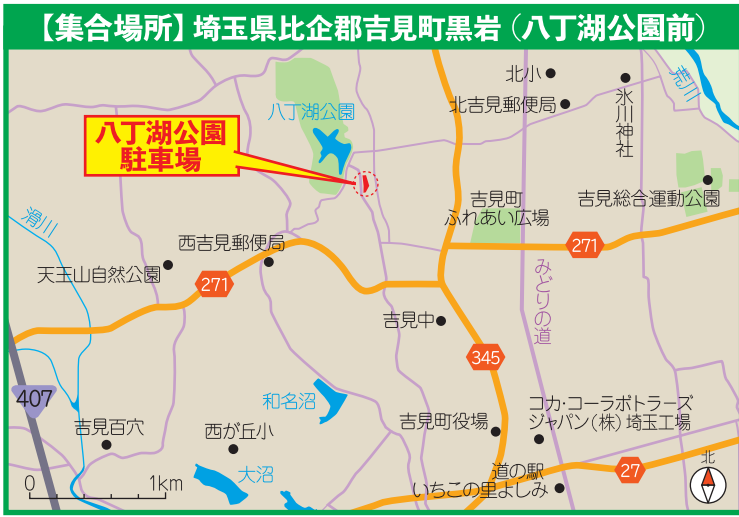 【集合場所】埼玉県比企郡吉見町黒岩（八丁湖公園前）
北小
荒川
北吉見郵便局
氷川神社
八丁湖公園
八丁湖公園
駐車場
吉見町
ふれあい広場
吉見総合運動公園
滑川
西吉見郵便局
271
天王山自然公園
271
みどりの道
吉見中
345
407
和名沼
コカ・コーラボトラーズ
ジャパン（株）埼玉工場
吉見町役場
吉見百穴
西が丘小
北
道の駅
いちごの里よしみ
27
大沼
0
1km